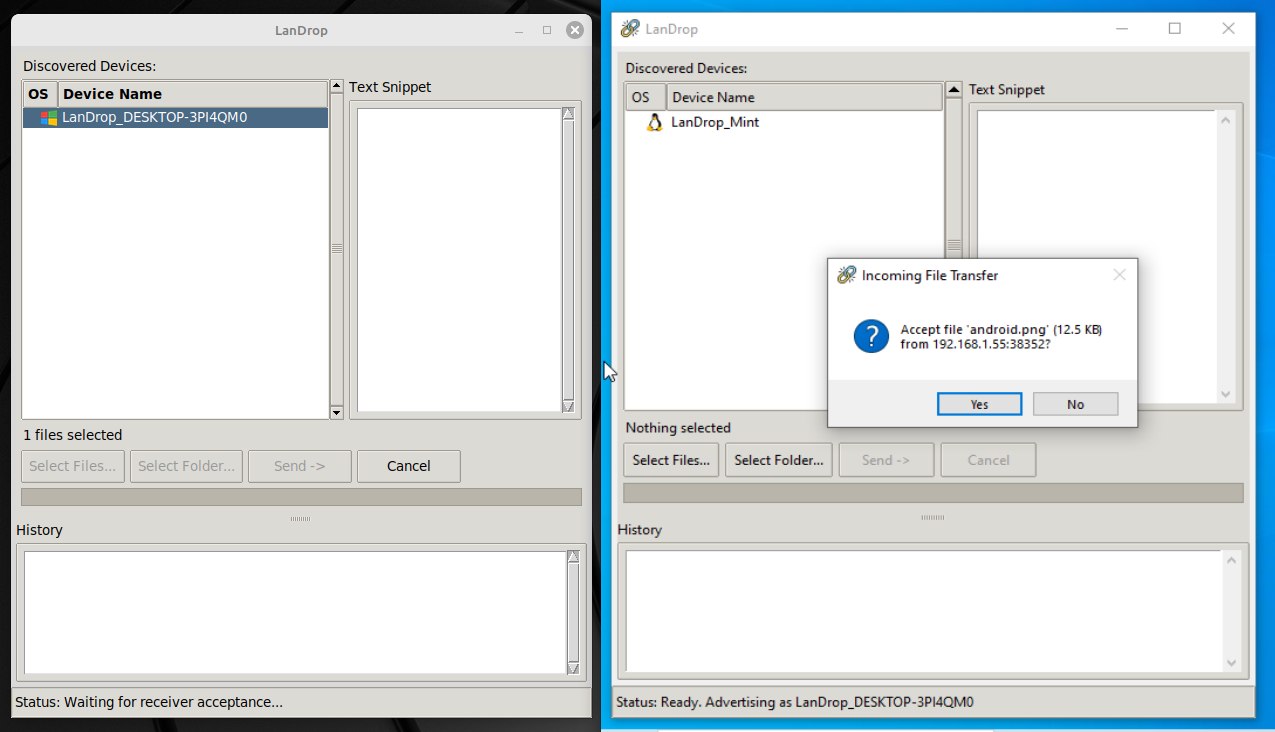 LanDrop
Discovered Devices:
OS Device Name
LanDrop_DESKTOP-3PI4QM0
Text Snippet
1 files selected
Select Files... Select Folder... Send -> Cancel
History
Status: Waiting for receiver acceptance...
LanDrop
Discovered Devices:
OS Device Name
LanDrop_Mint
Text Snippet
Incoming File Transfer
Accept file 'android.png' (12.5 KB)
from 192.168.1.55:38352?
Yes No
Nothing selected
Select Files... Select Folder... Send -> Cancel
History
Status: Ready. Advertising as LanDrop_DESKTOP-3PI4QM0